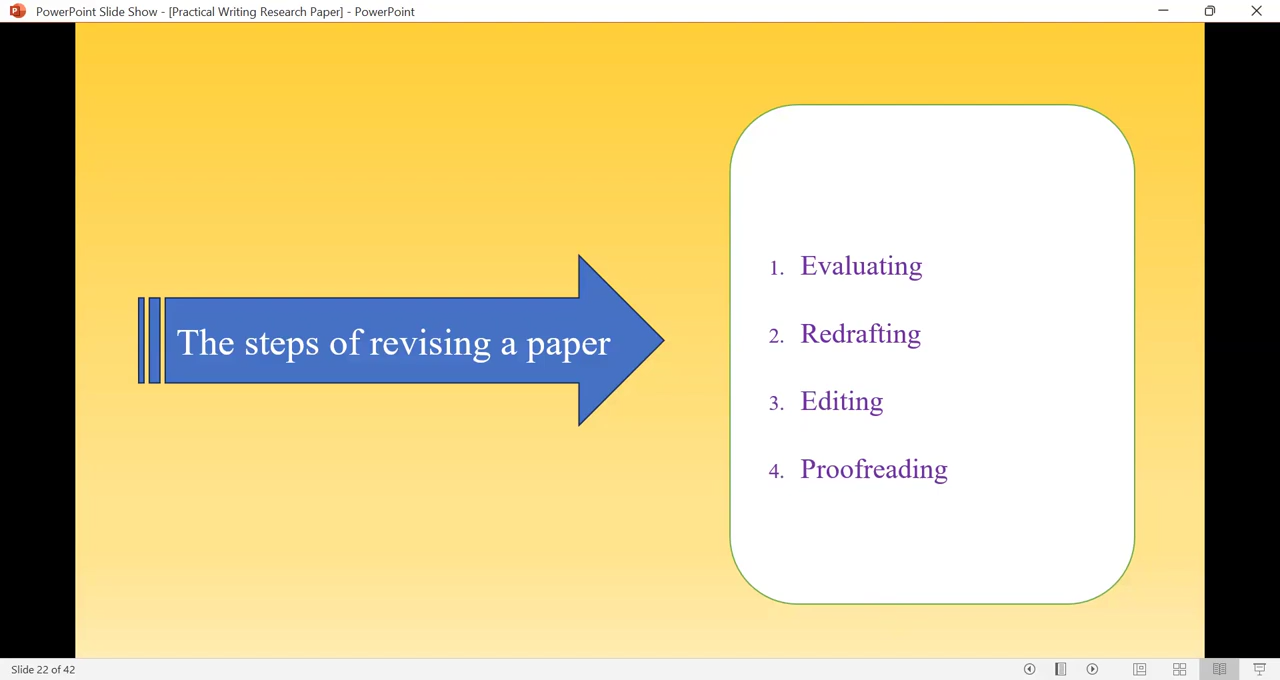 PowerPoint Slide Show - [Practical Writing Research Paper] - PowerPoint
The steps of revising a paper
1. Evaluating
2. Redrafting
3. Editing
4. Proofreading
Slide 22 of 42